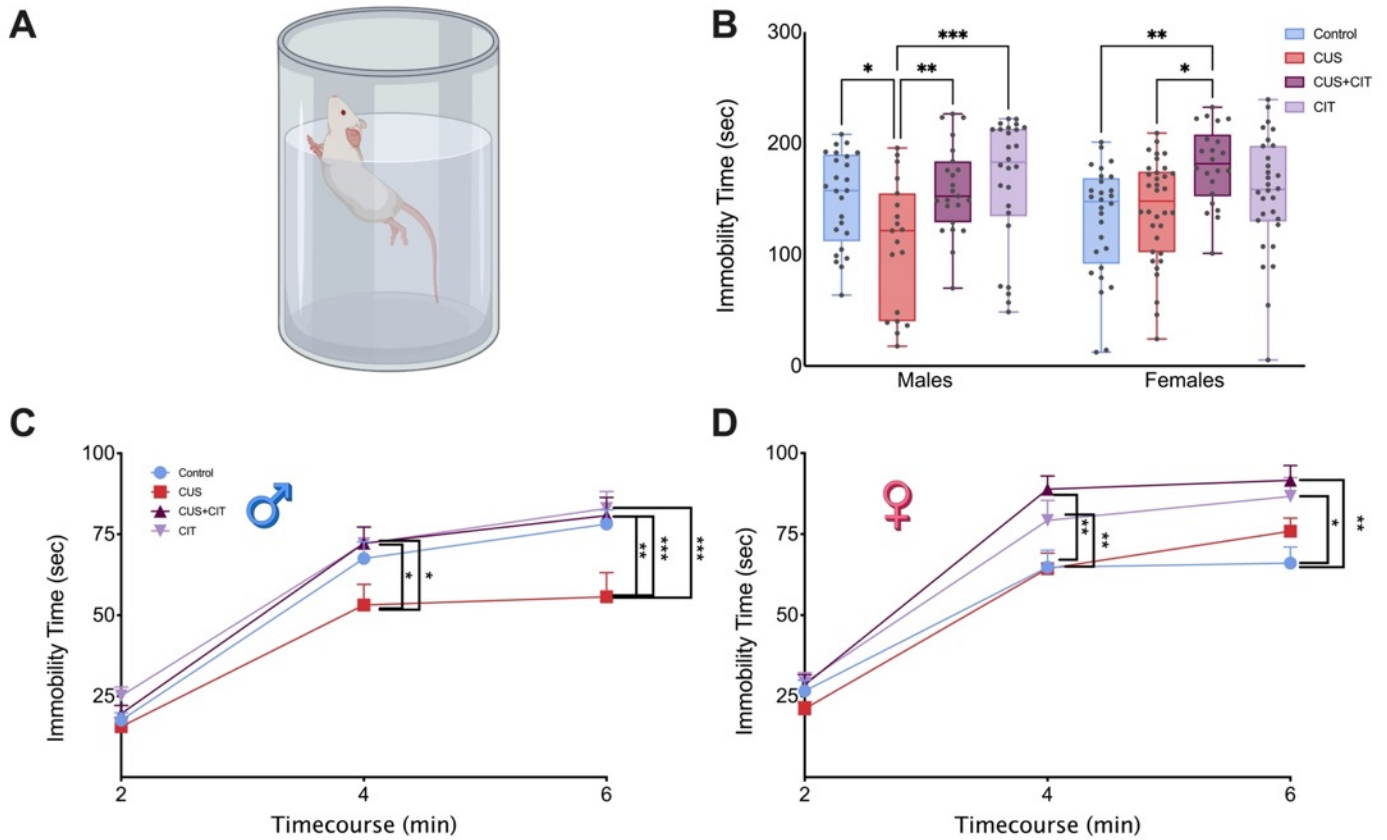 A
B
300
200
100
0
Immobility Time (sec)
***
*
**
**
*
Control
CUS
CUS+CIT
CIT
Males
Females
C
100
75
50
25
Immobility Time (sec)
Control
CUS
CUS+CIT
CIT
*
*
**
***
***
2
4
6
Timecourse (min)
D
100
75
50
25
Immobility Time (sec)
**
**
*
**
2
4
6
Timecourse (min)